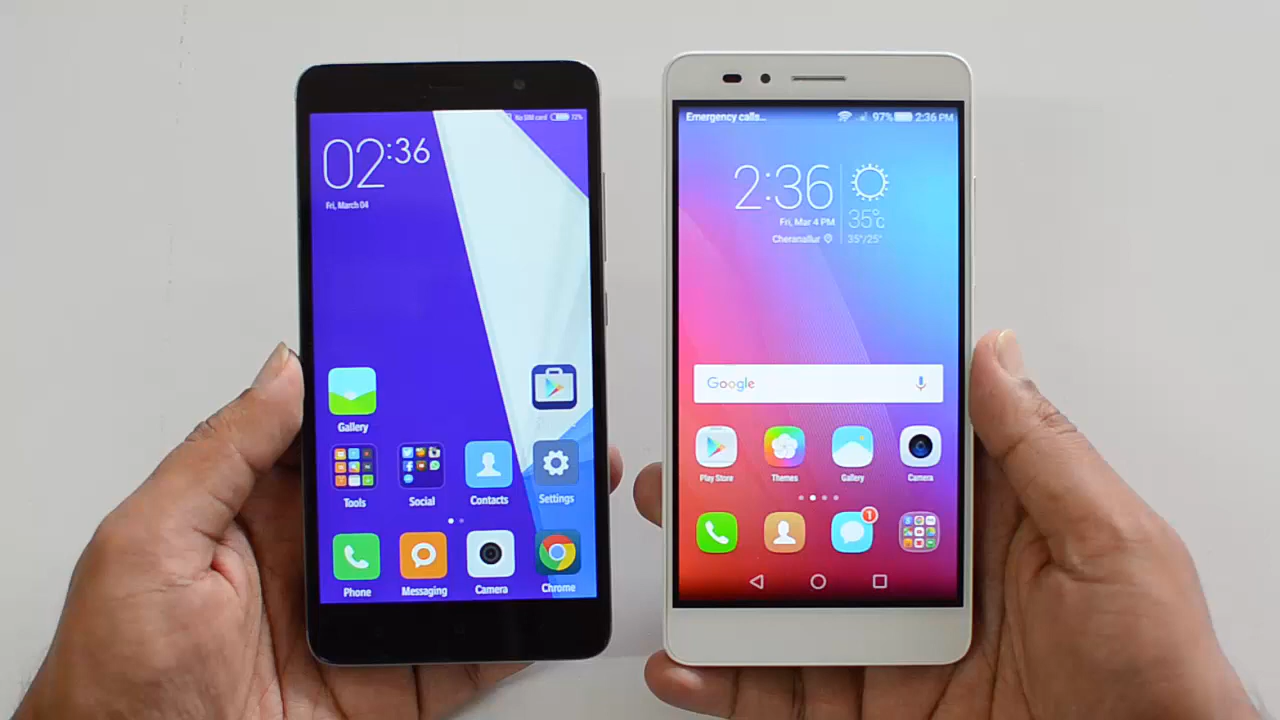 No SIM card 72%
02:36
Fri, March 04
Gallery
Tools
Social
Contacts
Settings
Phone
Messaging
Camera
Chrome
Emergency calls... 97% 2:36 PM
2:36
35°c
Fri, Mar 4 PM
Cheranallur
35°/25°
Google
Play Store
Themes
Gallery
Camera
1